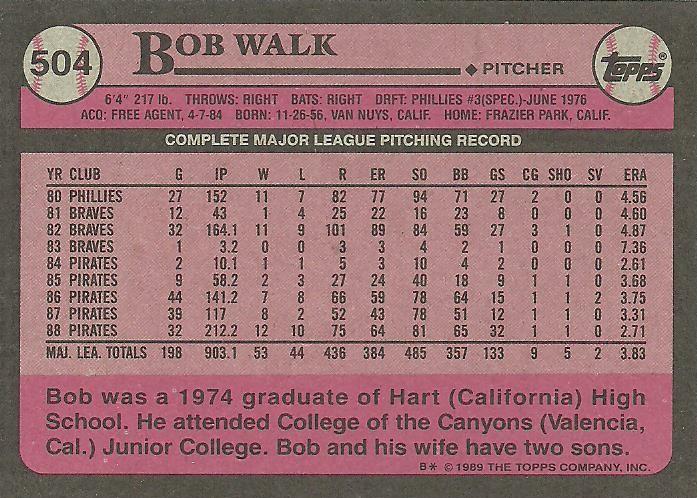 504
BOB WALK
PITCHER
TOPPS®
6'4" 217 lb. THROWS: RIGHT BATS: RIGHT DRFT: PHILLIES #3(SPEC.)-JUNE 1976
ACQ: FREE AGENT, 4-7-84 BORN: 11-26-56, VAN NUYS, CALIF. HOME: FRAZIER PARK, CALIF.
COMPLETE MAJOR LEAGUE PITCHING RECORD
YR CLUB G IP W L R ER SO BB GS CG SHO SV ERA
80 PHILLIES 27 152 11 7 82 77 94 71 27 2 0 0 4.56
81 BRAVES 12 43 1 4 25 22 16 23 8 0 0 0 4.60
82 BRAVES 32 164.1 11 9 101 89 84 59 27 3 1 0 4.87
83 BRAVES 1 3.2 0 0 3 3 4 2 1 0 0 0 7.36
84 PIRATES 2 10.1 1 1 5 3 10 4 2 0 0 0 2.61
85 PIRATES 9 58.2 2 3 27 24 40 18 9 1 1 0 3.68
86 PIRATES 44 141.2 7 8 66 59 78 64 15 1 1 2 3.75
87 PIRATES 39 117 8 2 52 43 78 51 12 1 1 0 3.31
88 PIRATES 32 212.2 12 10 75 64 81 65 32 1 1 0 2.71
MAJ. LEA. TOTALS 198 903.1 53 44 436 384 485 357 133 9 5 2 3.83
Bob was a 1974 graduate of Hart (California) High
School. He attended College of the Canyons (Valencia,
Cal.) Junior College. Bob and his wife have two sons.
B* © 1989 THE TOPPS COMPANY, INC.